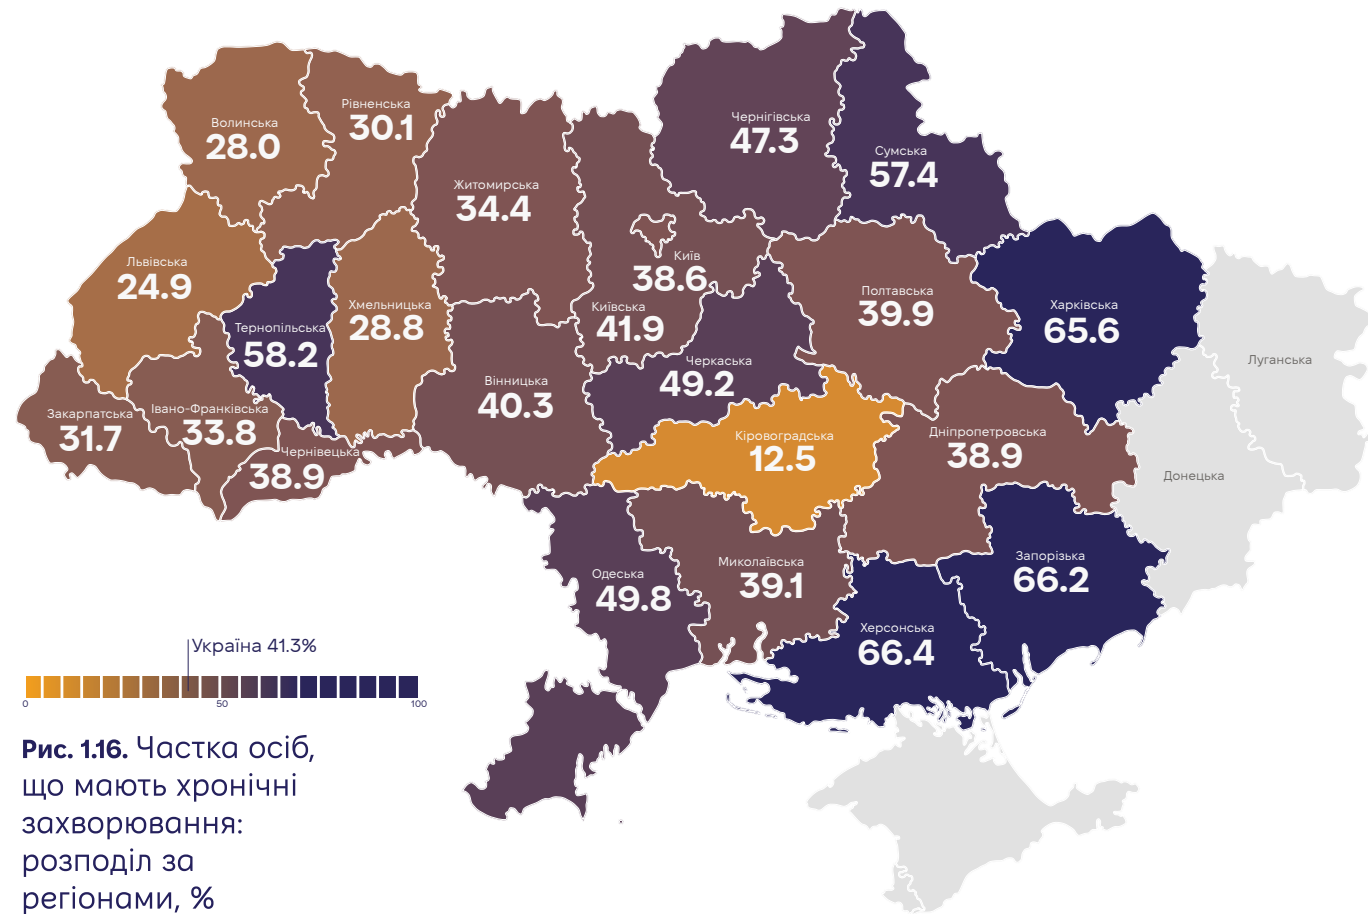 Чернігівська
47.3
Рівненська
30.1
Волинська
28.0
Сумська
57.4
Житомирська
34.4
Київ
38.6
Львівська
24.9
Хмельницька
28.8
Тернопільська
58.2
Київська
41.9
Полтавська
39.9
Харківська
65.6
Луганська
Черкаська
49.2
Вінницька
40.3
Закарпатська
31.7
Івано-Франківська
33.8
Чернівецька
38.9
Кіровоградська
12.5
Дніпропетровська
38.9
Донецька
Запорізька
66.2
Одеська
49.8
Миколаївська
39.1
Херсонська
66.4
Україна 41.3%
0 50 100
Рис. 1.16. Частка осіб,
що мають хронічні
захворювання:
розподіл за
регіонами, %